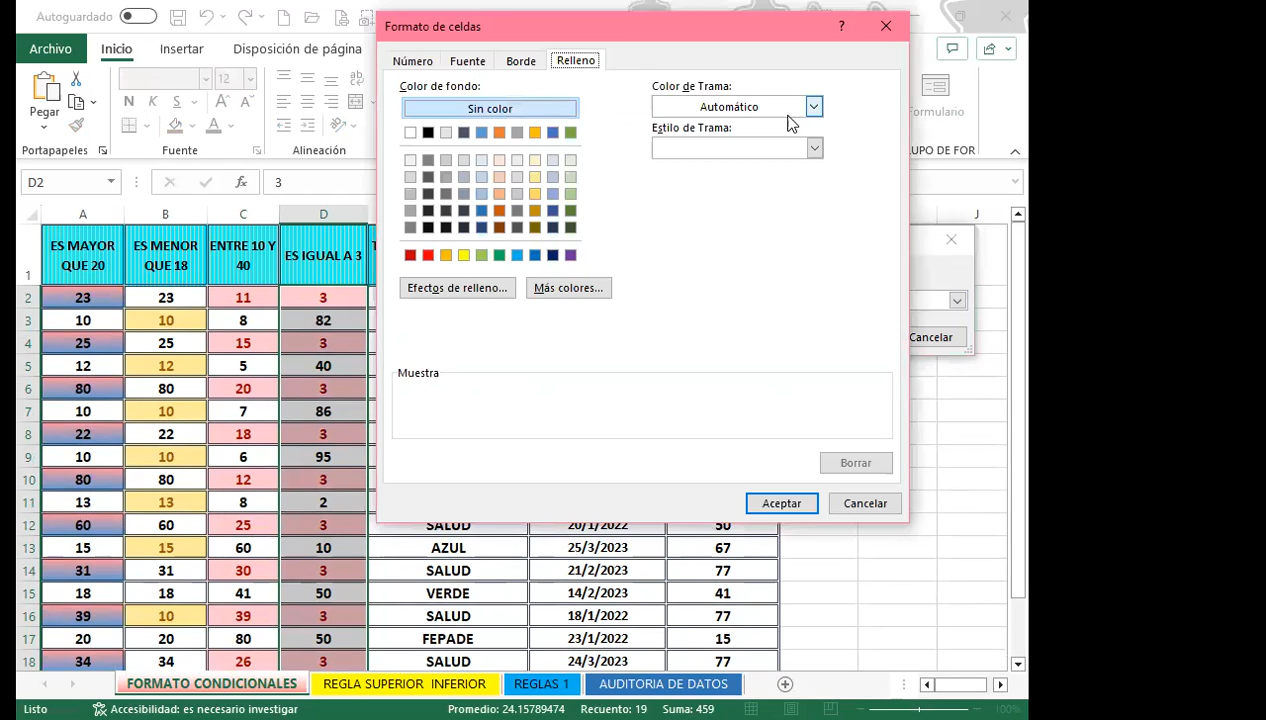 Autoguardado
Formato de celdas
?
Archivo
Inicio
Insertar
Disposición de página
Número
Fuente
Borde
Relleno
Color de fondo:
Sin color
Color de Trama:
Automático
Estilo de Trama:
12
Pegar
N
K
S
Portapapeles
Fuente
Alineación
Formulario
UPO DE FOR
D2
fx
3
A
B
C
D
J
1
ES MAYOR QUE 20
ES MENOR QUE 18
ENTRE 10 Y 40
ES IGUAL A 3
Efectos de relleno...
Más colores...
Cancelar
Muestra
Borrar
Aceptar
Cancelar
2 23 23 11 3
3 10 10 8 82
4 25 25 15 3
5 12 12 5 40
6 80 80 20 3
7 10 10 7 86
8 22 22 18 3
9 10 10 6 95
10 80 80 12 3
11 13 13 8 2
12 60 60 25 3 SALUD 20/1/2022 50
13 15 15 60 10 AZUL 25/3/2023 67
14 31 31 30 3 SALUD 21/2/2023 77
15 18 18 41 50 VERDE 14/2/2023 41
16 39 10 39 3 SALUD 18/1/2022 77
17 20 20 80 50 FEPADE 23/1/2022 15
18 34 34 26 3 SALUD 24/3/2023 77
FORMATO CONDICIONALES
REGLA SUPERIOR INFERIOR
REGLAS 1
AUDITORIA DE DATOS
Listo
Accesibilidad: es necesario investigar
Promedio: 24.15789474
Recuento: 19
Suma: 459
100%